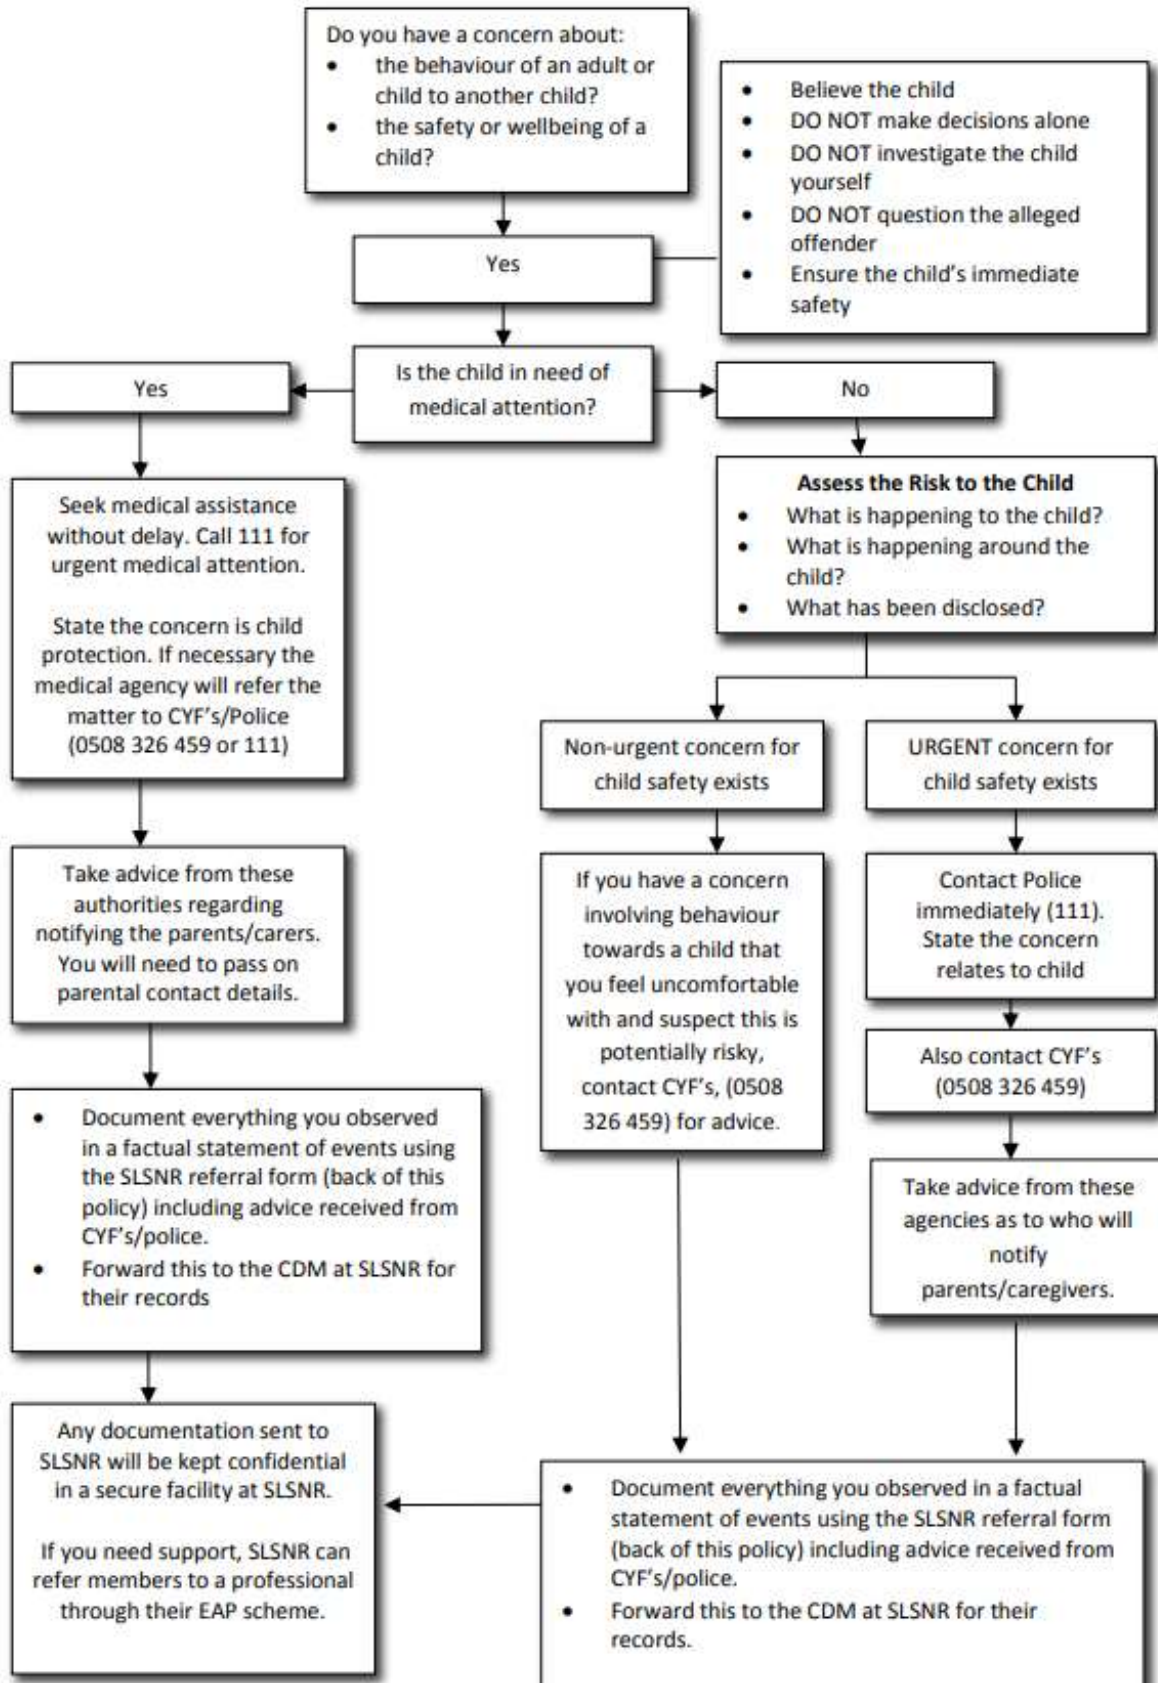 Do you have a concern about:
• the behaviour of an adult or
child to another child?
• the safety or wellbeing of a
child?
• Believe the child
• DO NOT make decisions alone
• DO NOT investigate the child
yourself
• DO NOT question the alleged
offender
• Ensure the child's immediate
safety
Yes
Is the child in need of
medical attention?
Yes
No
Seek medical assistance
without delay. Call 111 for
urgent medical attention.
State the concern is child
protection. If necessary the
medical agency will refer the
matter to CYF's/Police
(0508 326 459 or 111)
Assess the Risk to the Child
• What is happening to the child?
• What is happening around the
child?
• What has been disclosed?
Non-urgent concern for
child safety exists
URGENT concern for
child safety exists
Take advice from these
authorities regarding
notifying the parents/carers.
You will need to pass on
parental contact details.
If you have a concern
involving behaviour
towards a child that
you feel uncomfortable
with and suspect this is
potentially risky,
contact CYF's, (0508
326 459) for advice.
Contact Police
immediately (111).
State the concern
relates to child
Also contact CYF's
(0508 326 459)
Take advice from these
agencies as to who will
notify
parents/caregivers.
• Document everything you observed
in a factual statement of events using
the SLSNR referral form (back of this
policy) including advice received from
CYF's/police.
• Forward this to the CDM at SLSNR for
their records
Any documentation sent to
SLSNR will be kept confidential
in a secure facility at SLSNR.
If you need support, SLSNR can
refer members to a professional
through their EAP scheme.
• Document everything you observed in a factual
statement of events using the SLSNR referral form
(back of this policy) including advice received from
CYF's/police.
• Forward this to the CDM at SLSNR for their
records.